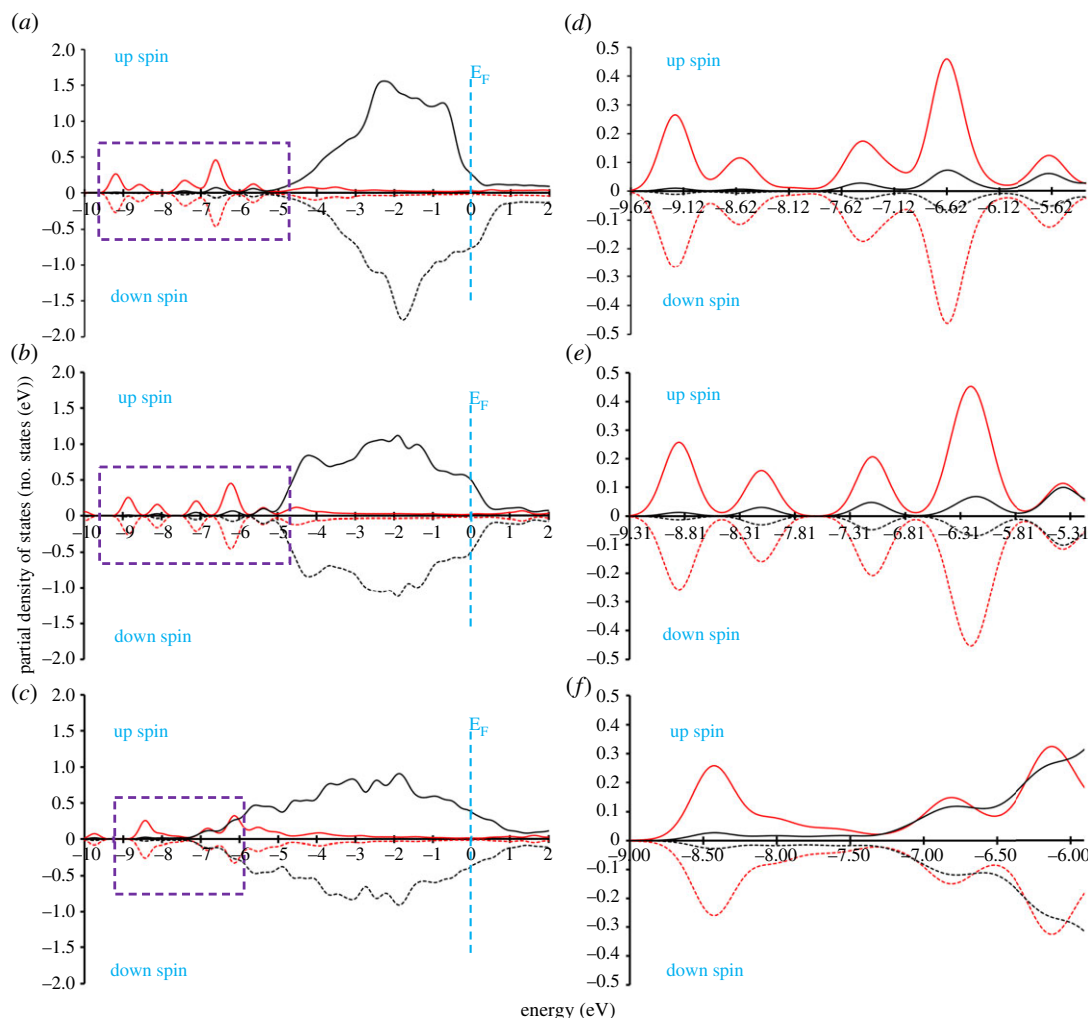 partial density of states (no. states (eV))
(a)
2.0
up spin
E_F
1.5
1.0
0.5
0
–10 –9 –8 –7 –6 –5 –4 –3 –2 –1 0 1 2
–0.5
–1.0
down spin
–1.5
–2.0
(b)
2.0
up spin
E_F
1.5
1.0
0.5
0
–10 –9 –8 –7 –6 –5 –4 –3 –2 –1 0 1 2
–0.5
–1.0
–1.5
down spin
–2.0
(c)
2.0
up spin
E_F
1.5
1.0
0.5
0
–10 –9 –8 –7 –6 –5 –4 –3 –2 –1 0 1 2
–0.5
–1.0
–1.5
down spin
–2.0
(d)
0.5
up spin
0.4
0.3
0.2
0.1
0
–9.62 –9.12 –8.62 –8.12 –7.62 –7.12 –6.62 –6.12 –5.62
–0.1
–0.2
–0.3
down spin
–0.4
–0.5
(e)
0.5
up spin
0.4
0.3
0.2
0.1
0
–9.31 –8.81 –8.31 –7.81 –7.31 –6.81 –6.31 –5.81 –5.31
–0.1
–0.2
–0.3
–0.4
down spin
–0.5
(f)
0.5
0.4
up spin
0.3
0.2
0.1
0
–9.00 –8.50 –8.00 –7.50 –7.00 –6.50 –6.00
–0.1
–0.2
–0.3
–0.4
down spin
–0.5
energy (eV)